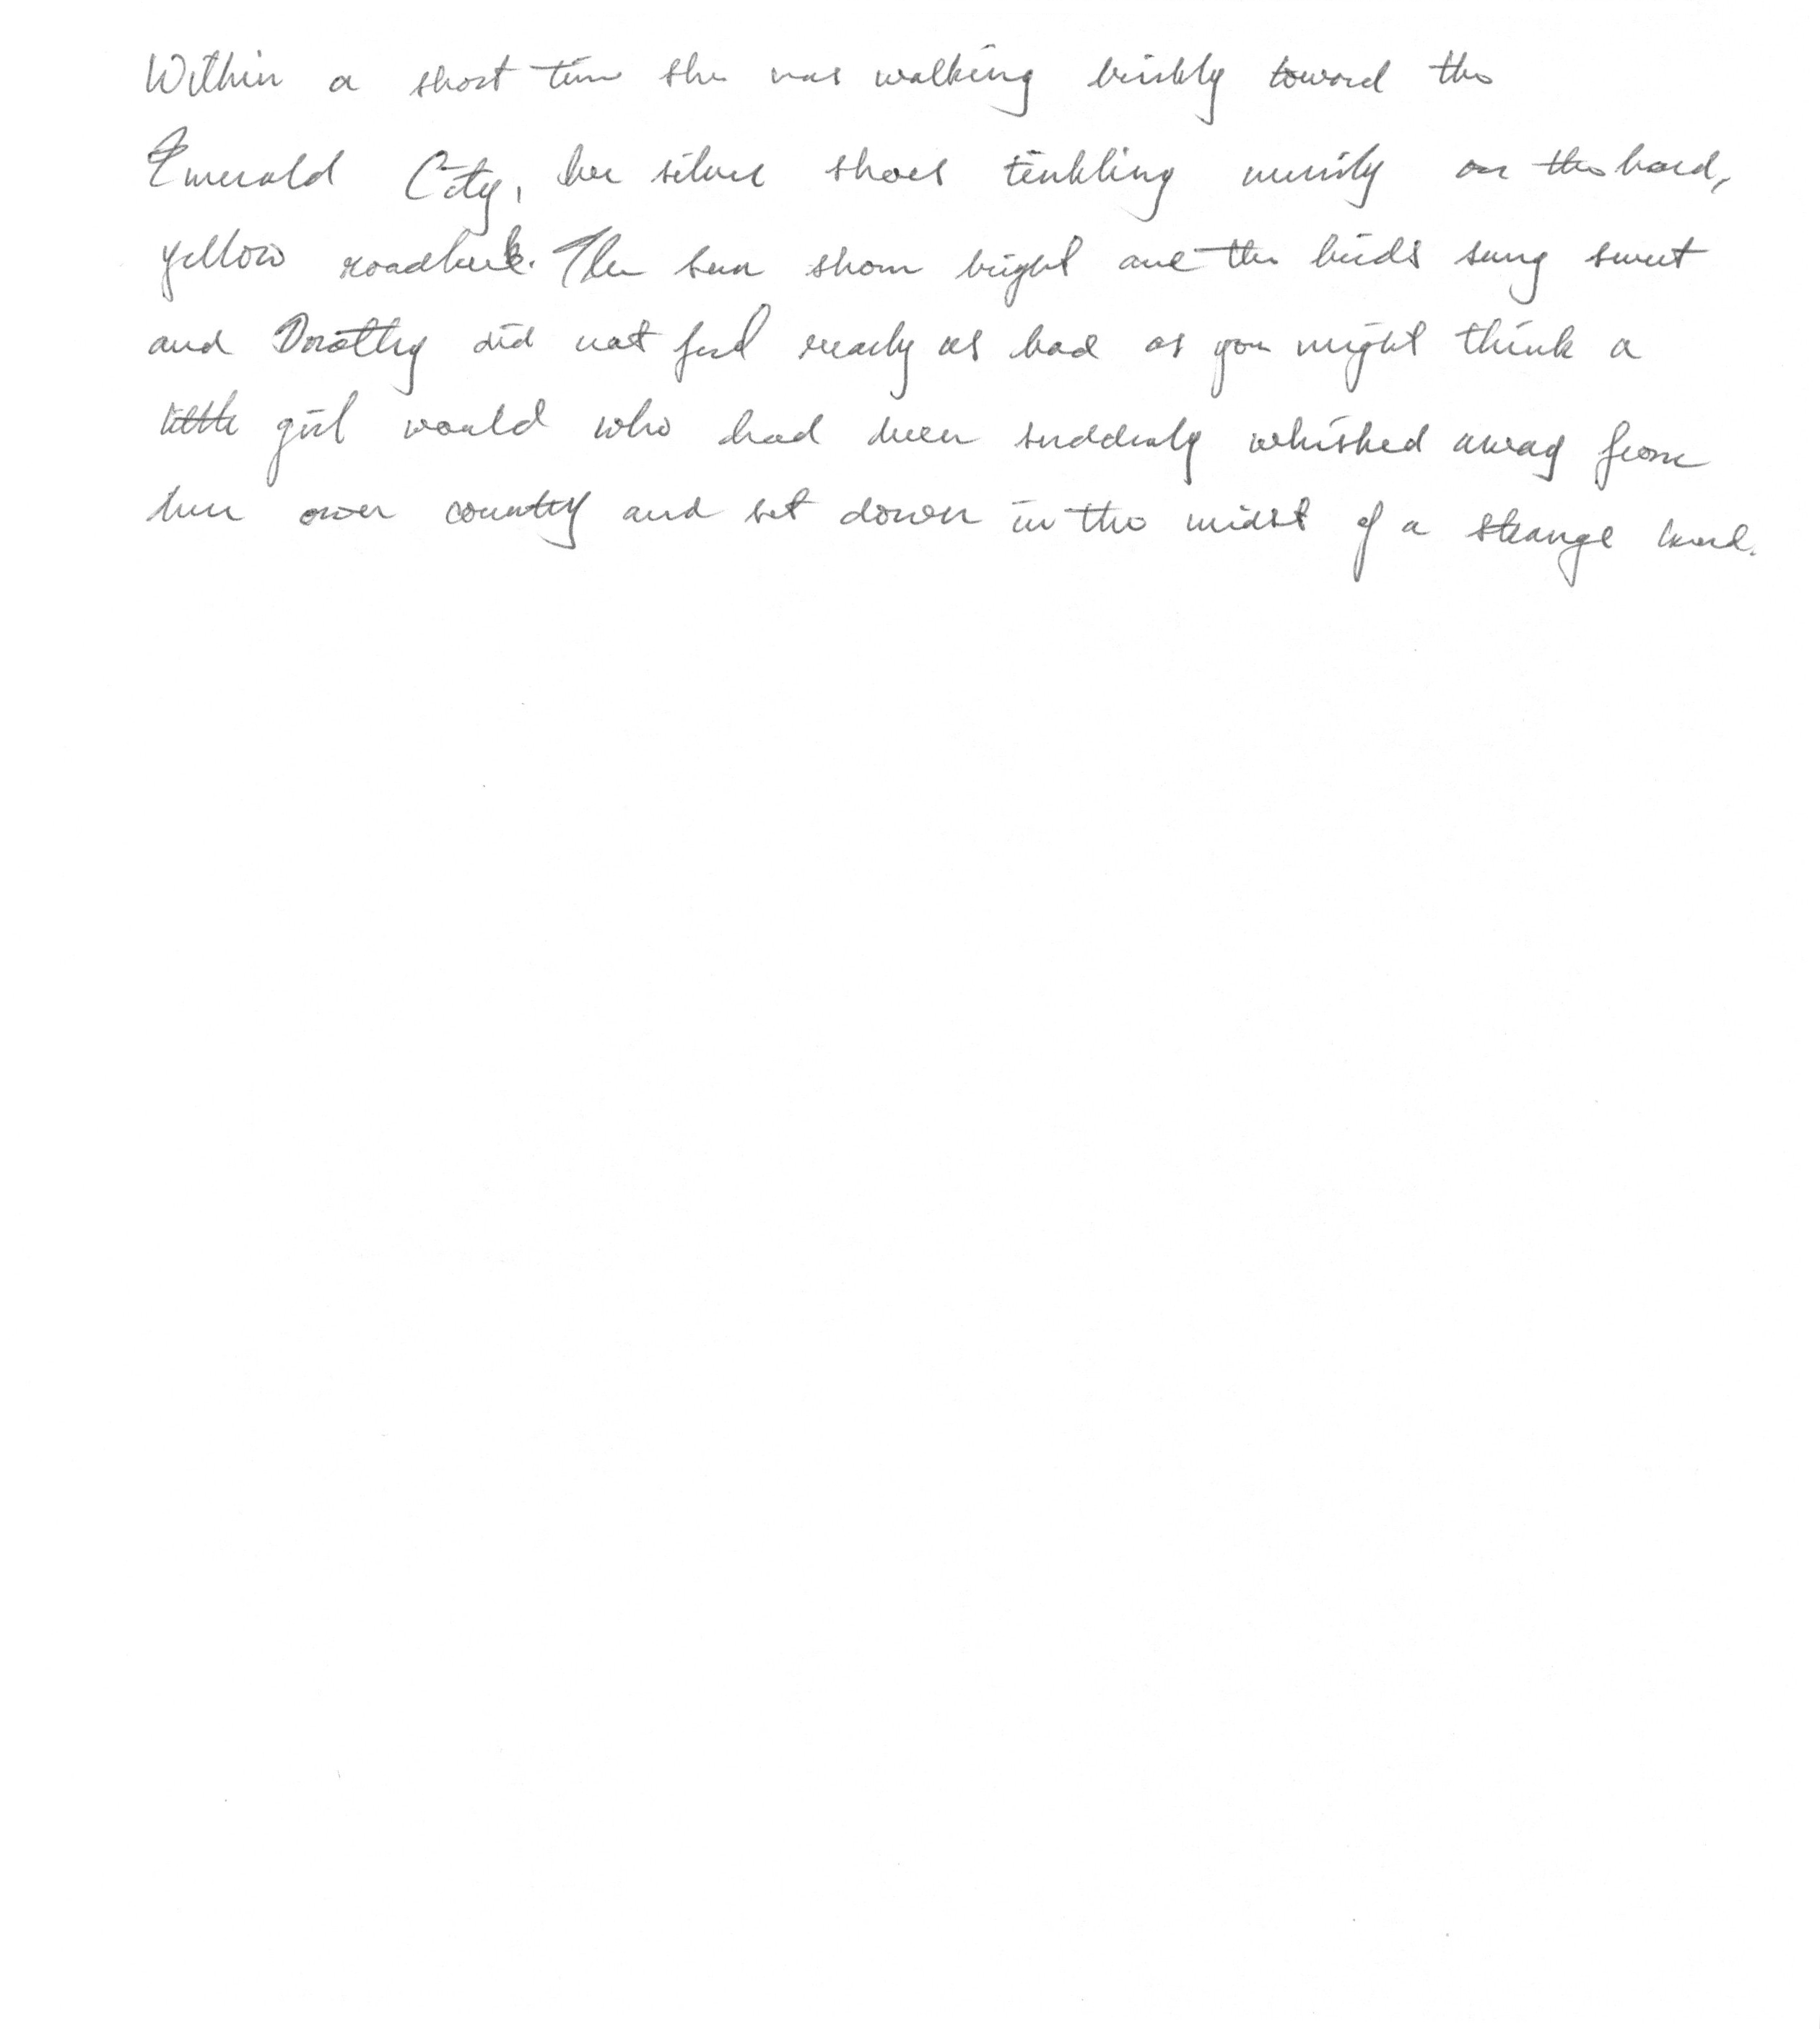 Within a short time she was walking briskly toward the
Emerald City, her silver shoes tinkling merrily on the hard,
yellow roadbed. The sun shone bright and the birds sang sweet
and Dorothy did not feel nearly as bad as you might think a
little girl would who had been suddenly whisked away from
her own country and set down in the midst of a strange land.